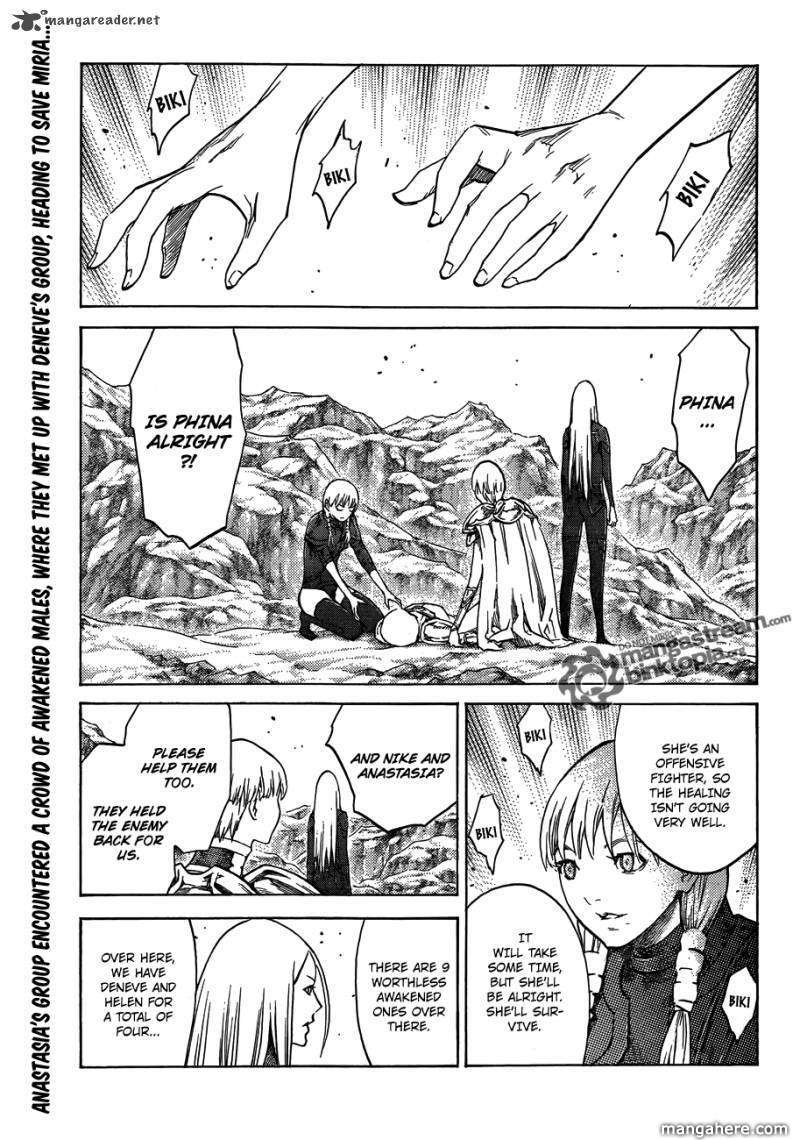 mangareader.net
ANASTASIA'S GROUP ENCOUNTERED A CROWD OF AWAKENED MALES, WHERE THEY MET UP WITH DENEVE'S GROUP, HEADING TO SAVE MIRIA...
BIKI
BIKI
BIKI
PHINA
...
IS PHINA
ALRIGHT
?!
mangastream.com
binktopia.org
SHE'S AN
OFFENSIVE
FIGHTER, SO
THE HEALING
ISN'T GOING
VERY WELL.
BIKI
BIKI
IT
WILL TAKE
SOME TIME,
BUT SHE'LL
BE ALRIGHT.
SHE'LL SUR-
VIVE.
BIKI
AND NIKE AND
ANASTASIA?
PLEASE
HELP THEM
TOO.
THEY HELD
THE ENEMY
BACK FOR
US.
THERE ARE 9
WORTHLESS
AWAKENED
ONES OVER
THERE.
OVER HERE,
WE HAVE
DENEVE AND
HELEN FOR
A TOTAL OF
FOUR...
mangahere.com